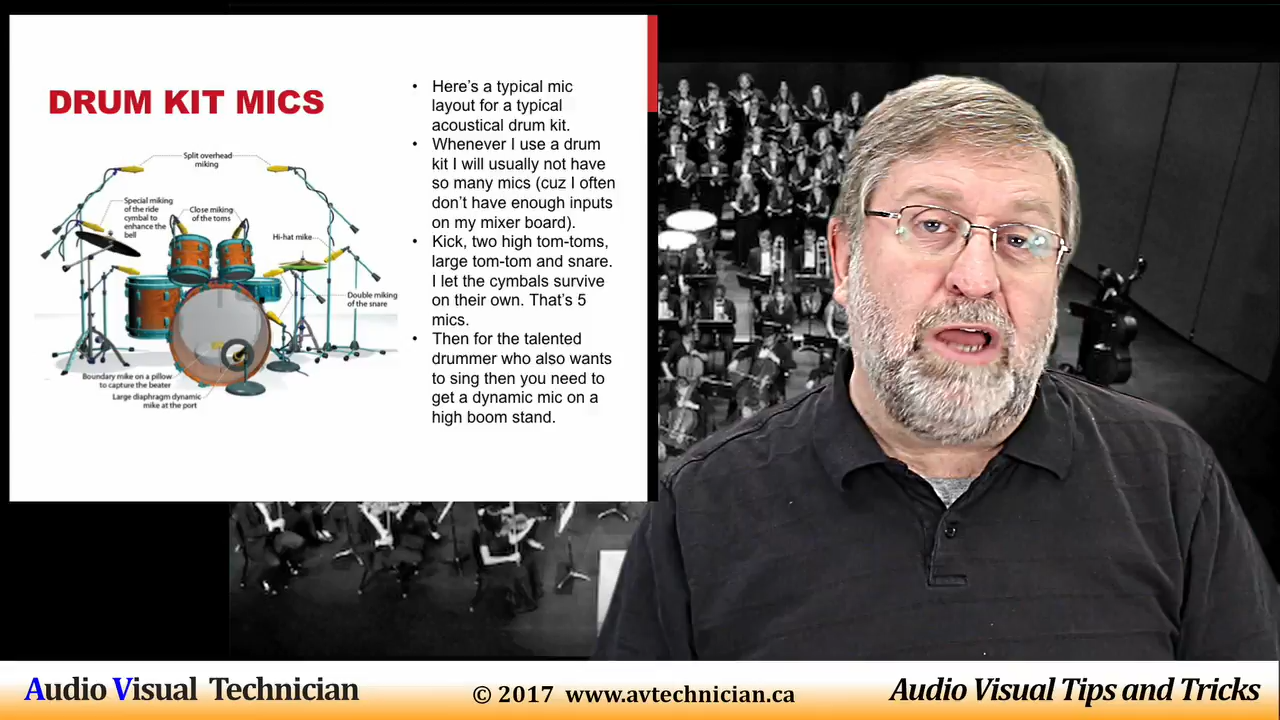 DRUM KIT MICS
Split overhead
miking
Special miking
of the ride
cymbal to
enhance the
bell
Close miking
of the toms
Hi-hat mike
Double miking
of the snare
Boundary mike on a pillow
to capture the beater
Large diaphragm dynamic
mike at the port
• Here's a typical mic
layout for a typical
acoustical drum kit.
• Whenever I use a drum
kit I will usually not have
so many mics (cuz I often
don't have enough inputs
on my mixer board).
• Kick, two high tom-toms,
large tom-tom and snare.
I let the cymbals survive
on their own. That's 5
mics.
• Then for the talented
drummer who also wants
to sing then you need to
get a dynamic mic on a
high boom stand.
Audio Visual Technician
© 2017 www.avtechnician.ca
Audio Visual Tips and Tricks